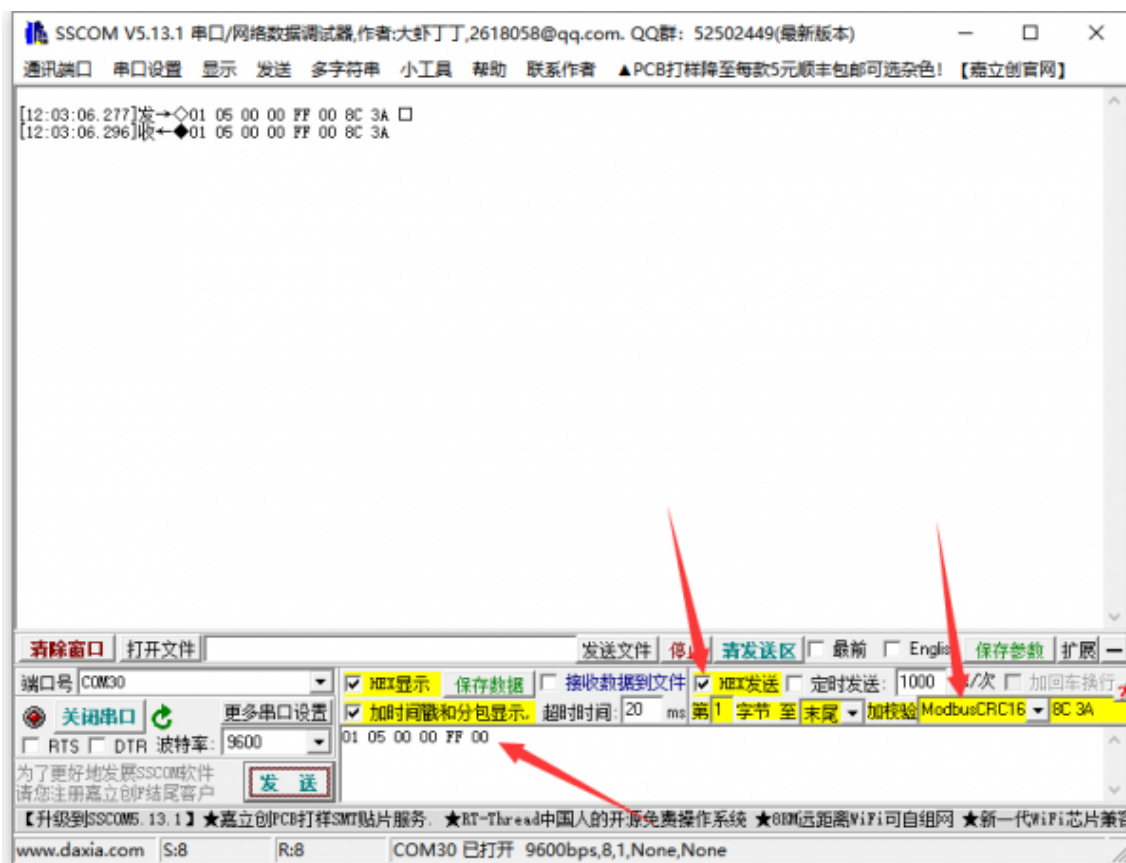 SSCOM V5.13.1 串口/网络数据调试器,作者:大虾丁丁,2618058@qq.com. QQ群: 52502449(最新版本)
通讯端口 串口设置 显示 发送 多字符串 小工具 帮助 联系作者 ▲PCB打样降至每款5元顺丰包邮可选杂色!【嘉立创官网】
[12:03:06.277]发→◇01 05 00 00 FF 00 8C 3A □
[12:03:06.296]收←◆01 05 00 00 FF 00 8C 3A
清除窗口 打开文件 发送文件 停止 清发送区 最前 Englis 保存参数 扩展 —
端口号 COM30 HEX显示 保存数据 接收数据到文件 HEX发送 定时发送: 1000 /次 加回车换行
关闭串口 更多串口设置 加时间戳和分包显示. 超时时间: 20 ms 第1 字节 至 末尾 加校验 ModbusCRC16 8C 3A
RTS DTR 波特率: 9600 01 05 00 00 FF 00
为了更好地发展SSCOM软件
请您注册嘉立创F结尾客户 发 送
【升级到SSCOM5.13.1】★嘉立创PCB打样SMT贴片服务. ★RT-Thread中国人的开源免费操作系统 ★8KM远距离WiFi可自组网 ★新一代WiFi芯片兼容
www.daxia.com S:8 R:8 COM30 已打开 9600bps,8,1,None,None